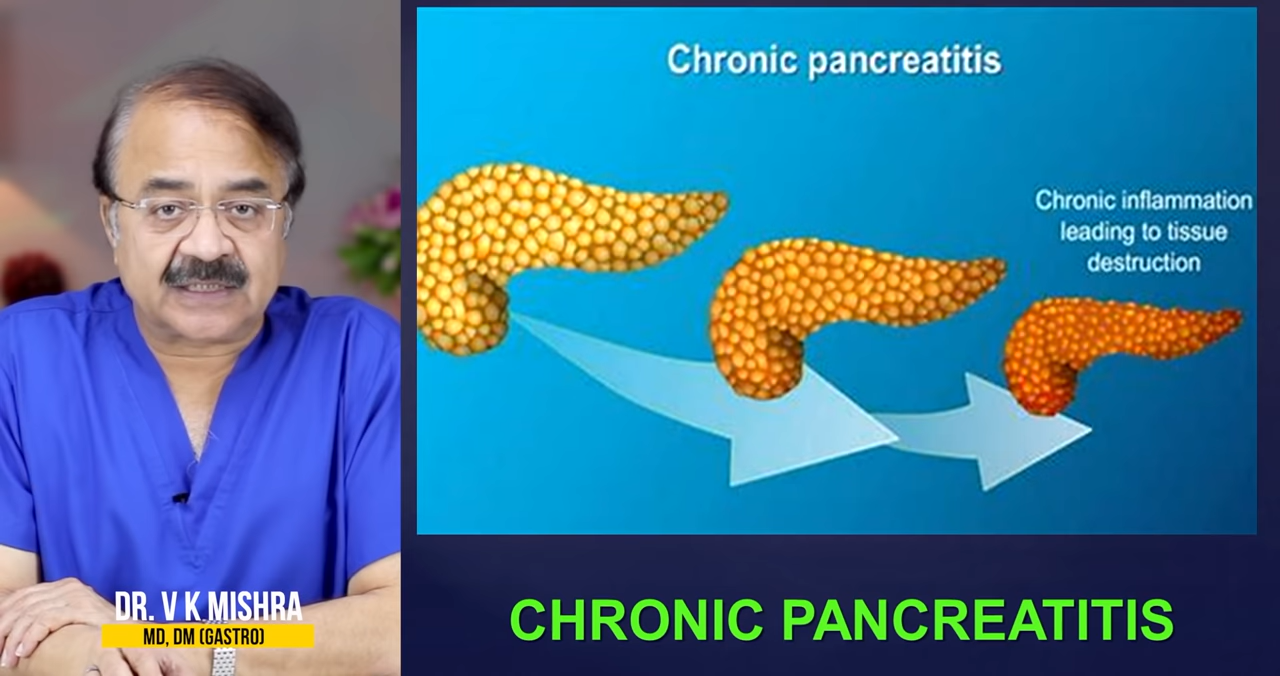 Chronic pancreatitis
Chronic inflammation
leading to tissue
destruction
DR. V K MISHRA
MD, DM (GASTRO)
CHRONIC PANCREATITIS